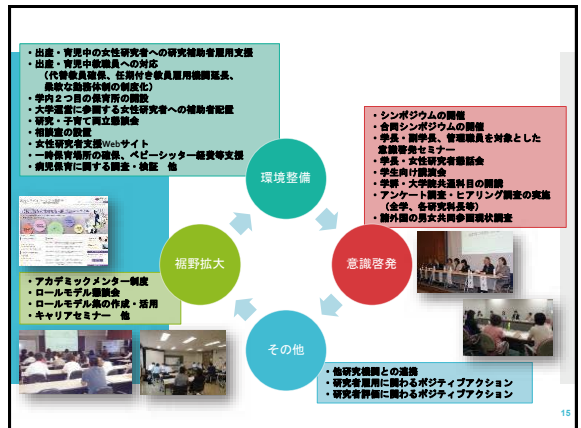 ・出産・育児中の女性研究者への研究補助者雇用支援
・出産・育児中教職員への対応
（代替教員確保、任期付き教員雇用機関延長、
柔軟な勤務体制の制度化）
・学内２つ目の保育所の開設
・大学運営に参画する女性研究者への補助者配置
・研究・子育て両立懇談会
・相談室の設置
・女性研究者支援Webサイト
・一時保育場所の確保、ベビーシッター経費等支援
・病児保育に関する調査・検証　他
環境整備
・シンポジウムの開催
・合同シンポジウムの開催
・学長・副学長、管理職員を対象とした
意識啓発セミナー
・学長・女性研究者懇話会
・学生向け講演会
・学部・大学院共通科目の開講
・アンケート調査・ヒアリング調査の実施
（全学、各研究科長等）
・諸外国の男女共同参画現状調査
意識啓発
裾野拡大
・アカデミックメンター制度
・ロールモデル懇談会
・ロールモデル集の作成・活用
・キャリアセミナー　他
その他
・他研究機関との連携
・研究者雇用に関わるポジティブアクション
・研究者評価に関わるポジティブアクション
15